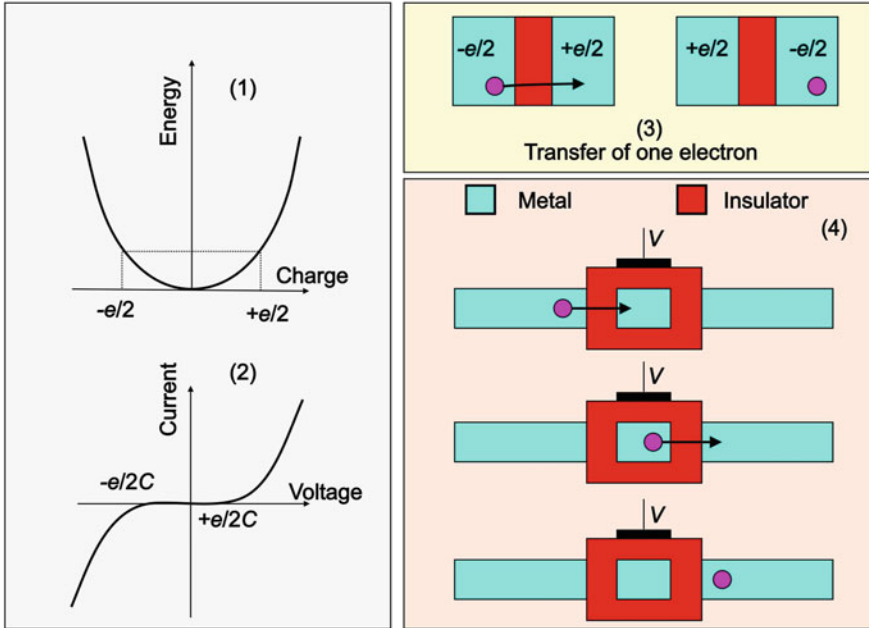 (1)
Energy
Charge
-e/2
+e/2
(2)
Current
-e/2C
Voltage
+e/2C
-e/2
+e/2
+e/2
-e/2
(3)
Transfer of one electron
Metal
Insulator
(4)
V
V
V